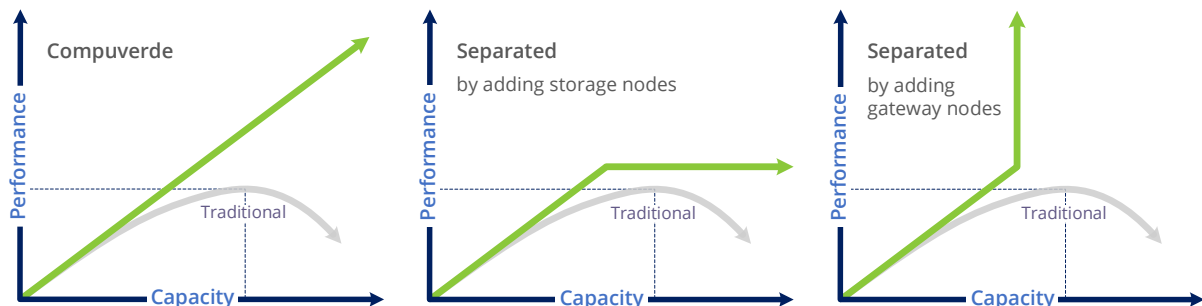 Compuverde
Performance
Traditional
Capacity
Separated
by adding storage nodes
Performance
Traditional
Capacity
Separated
by adding
gateway nodes
Performance
Traditional
Capacity